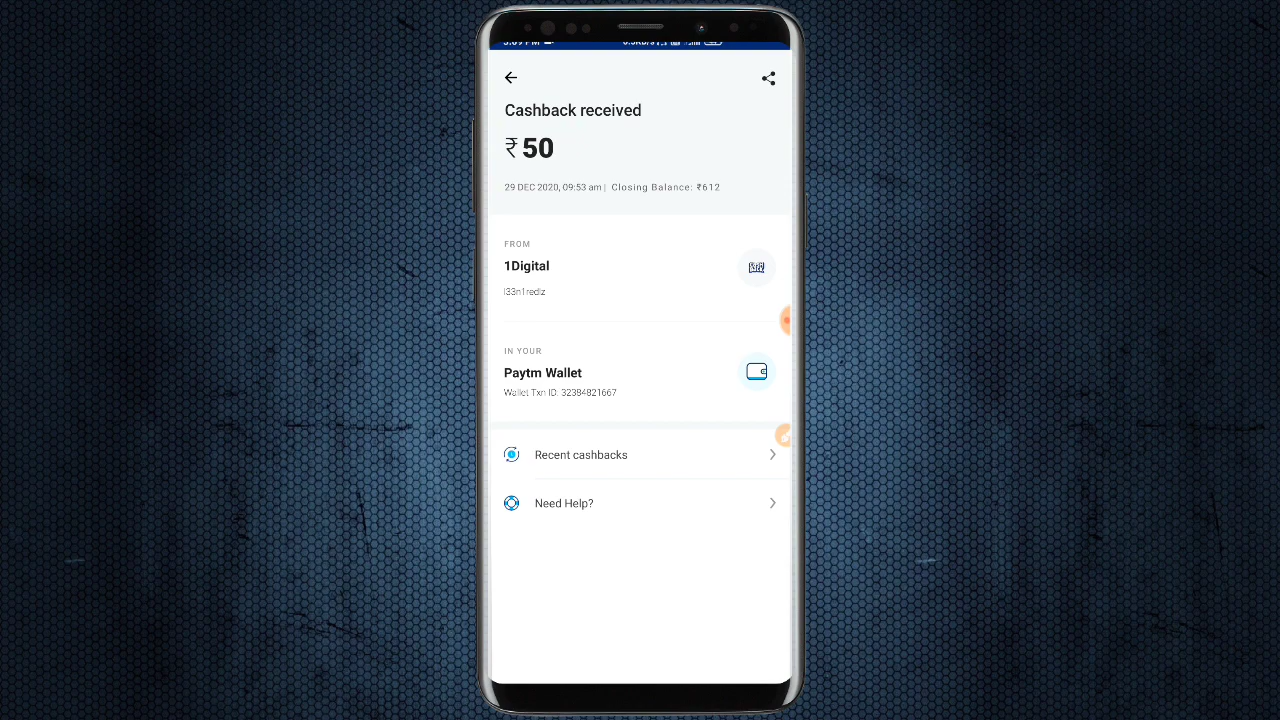 Cashback received
₹50
29 DEC 2020, 09:53 am | Closing Balance: ₹612
FROM
1Digital
IN YOUR
Paytm Wallet
Wallet Txn ID: 32384821667
Recent cashbacks
Need Help?